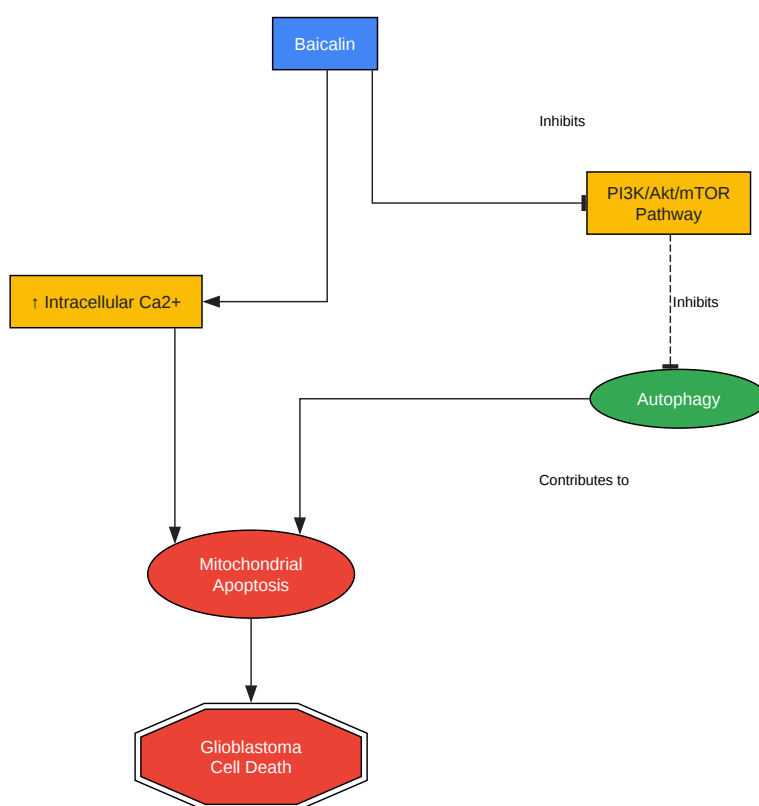 Baicalin
Inhibits
PI3K/Akt/mTOR
Pathway
↑ Intracellular Ca2+
Inhibits
Autophagy
Contributes to
Mitochondrial
Apoptosis
Glioblastoma
Cell Death